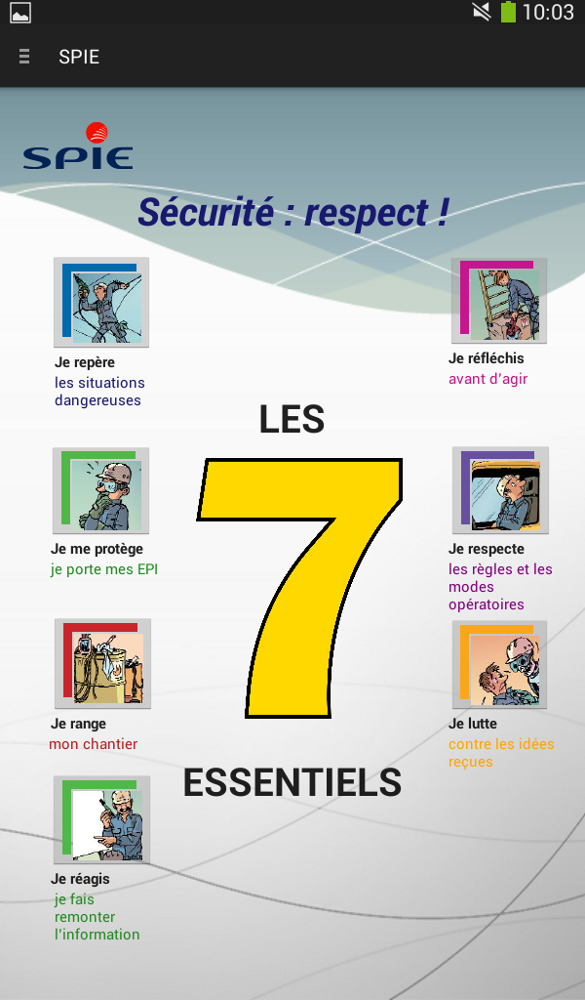 10:03
SPIE
SPIE
Sécurité : respect !
Je repère
les situations
dangereuses
Je réfléchis
avant d'agir
LES
7
ESSENTIELS
Je me protège
je porte mes EPI
Je respecte
les règles et les
modes
opératoires
Je range
mon chantier
Je lutte
contre les idées
reçues
Je réagis
je fais
remonter
l'information